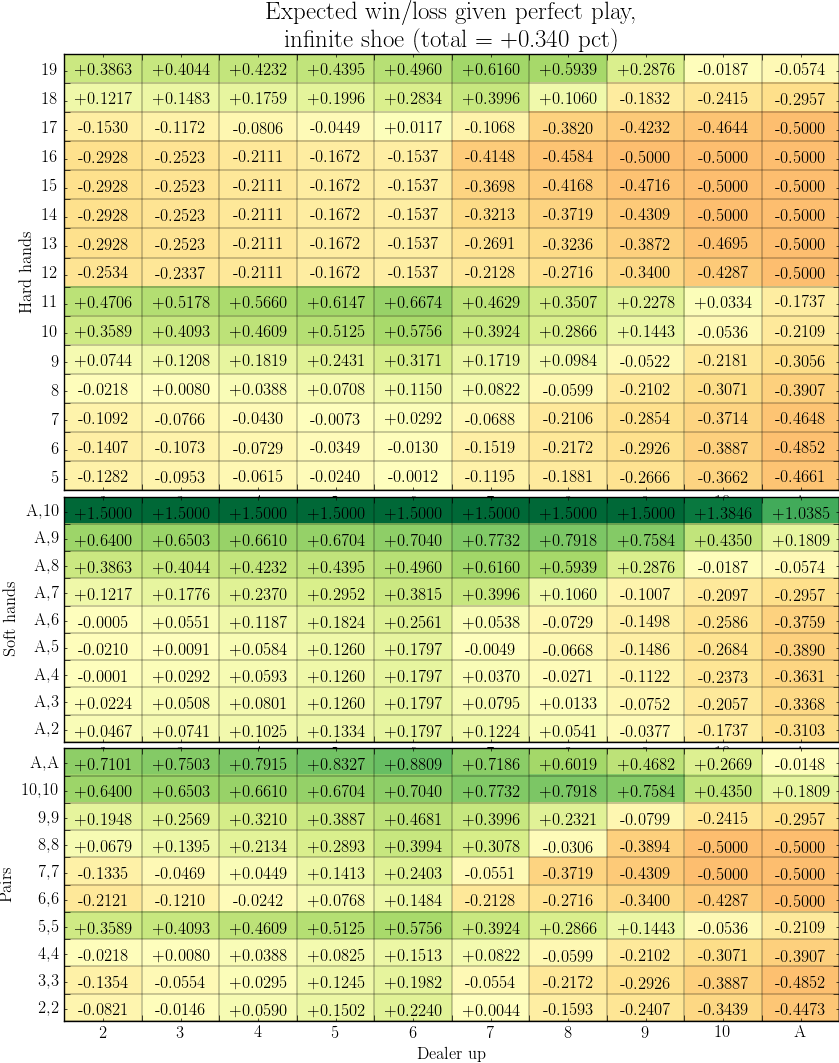 Expected win/loss given perfect play,
infinite shoe (total = +0.340 pct)
Hard hands
19 +0.3863 +0.4044 +0.4232 +0.4395 +0.4960 +0.6160 +0.5939 +0.2876 -0.0187 -0.0574
18 +0.1217 +0.1483 +0.1759 +0.1996 +0.2834 +0.3996 +0.1060 -0.1832 -0.2415 -0.2957
17 -0.1530 -0.1172 -0.0806 -0.0449 +0.0117 -0.1068 -0.3820 -0.4232 -0.4644 -0.5000
16 -0.2928 -0.2523 -0.2111 -0.1672 -0.1537 -0.4148 -0.4584 -0.5000 -0.5000 -0.5000
15 -0.2928 -0.2523 -0.2111 -0.1672 -0.1537 -0.3698 -0.4168 -0.4716 -0.5000 -0.5000
14 -0.2928 -0.2523 -0.2111 -0.1672 -0.1537 -0.3213 -0.3719 -0.4309 -0.5000 -0.5000
13 -0.2928 -0.2523 -0.2111 -0.1672 -0.1537 -0.2691 -0.3236 -0.3872 -0.4695 -0.5000
12 -0.2534 -0.2337 -0.2111 -0.1672 -0.1537 -0.2128 -0.2716 -0.3400 -0.4287 -0.5000
11 +0.4706 +0.5178 +0.5660 +0.6147 +0.6674 +0.4629 +0.3507 +0.2278 +0.0334 -0.1737
10 +0.3589 +0.4093 +0.4609 +0.5125 +0.5756 +0.3924 +0.2866 +0.1443 -0.0536 -0.2109
9 +0.0744 +0.1208 +0.1819 +0.2431 +0.3171 +0.1719 +0.0984 -0.0522 -0.2181 -0.3056
8 -0.0218 +0.0080 +0.0388 +0.0708 +0.1150 +0.0822 -0.0599 -0.2102 -0.3071 -0.3907
7 -0.1092 -0.0766 -0.0430 -0.0073 +0.0292 -0.0688 -0.2106 -0.2854 -0.3714 -0.4648
6 -0.1407 -0.1073 -0.0729 -0.0349 -0.0130 -0.1519 -0.2172 -0.2926 -0.3887 -0.4852
5 -0.1282 -0.0953 -0.0615 -0.0240 -0.0012 -0.1195 -0.1881 -0.2666 -0.3662 -0.4661
Soft hands
A,10 +1.5000 +1.5000 +1.5000 +1.5000 +1.5000 +1.5000 +1.5000 +1.5000 +1.3846 +1.0385
A,9 +0.6400 +0.6503 +0.6610 +0.6704 +0.7040 +0.7732 +0.7918 +0.7584 +0.4350 +0.1809
A,8 +0.3863 +0.4044 +0.4232 +0.4395 +0.4960 +0.6160 +0.5939 +0.2876 -0.0187 -0.0574
A,7 +0.1217 +0.1776 +0.2370 +0.2952 +0.3815 +0.3996 +0.1060 -0.1007 -0.2097 -0.2957
A,6 -0.0005 +0.0551 +0.1187 +0.1824 +0.2561 +0.0538 -0.0729 -0.1498 -0.2586 -0.3759
A,5 -0.0210 +0.0091 +0.0584 +0.1260 +0.1797 -0.0049 -0.0668 -0.1486 -0.2684 -0.3890
A,4 -0.0001 +0.0292 +0.0593 +0.1260 +0.1797 +0.0370 -0.0271 -0.1122 -0.2373 -0.3631
A,3 +0.0224 +0.0508 +0.0801 +0.1260 +0.1797 +0.0795 +0.0133 -0.0752 -0.2057 -0.3368
A,2 +0.0467 +0.0741 +0.1025 +0.1334 +0.1797 +0.1224 +0.0541 -0.0377 -0.1737 -0.3103
Pairs
A,A +0.7101 +0.7503 +0.7915 +0.8327 +0.8809 +0.7186 +0.6019 +0.4682 +0.2669 -0.0148
10,10 +0.6400 +0.6503 +0.6610 +0.6704 +0.7040 +0.7732 +0.7918 +0.7584 +0.4350 +0.1809
9,9 +0.1948 +0.2569 +0.3210 +0.3887 +0.4681 +0.3996 +0.2321 -0.0799 -0.2415 -0.2957
8,8 +0.0679 +0.1395 +0.2134 +0.2893 +0.3994 +0.3078 -0.0306 -0.3894 -0.5000 -0.5000
7,7 -0.1335 -0.0469 +0.0449 +0.1413 +0.2403 -0.0551 -0.3719 -0.4309 -0.5000 -0.5000
6,6 -0.2121 -0.1210 -0.0242 +0.0768 +0.1484 -0.2128 -0.2716 -0.3400 -0.4287 -0.5000
5,5 +0.3589 +0.4093 +0.4609 +0.5125 +0.5756 +0.3924 +0.2866 +0.1443 -0.0536 -0.2109
4,4 -0.0218 +0.0080 +0.0388 +0.0825 +0.1513 +0.0822 -0.0599 -0.2102 -0.3071 -0.3907
3,3 -0.1354 -0.0554 +0.0295 +0.1245 +0.1982 -0.0554 -0.2172 -0.2926 -0.3887 -0.4852
2,2 -0.0821 -0.0146 +0.0590 +0.1502 +0.2240 +0.0044 -0.1593 -0.2407 -0.3439 -0.4473
2 3 4 5 6 7 8 9 10 A
Dealer up